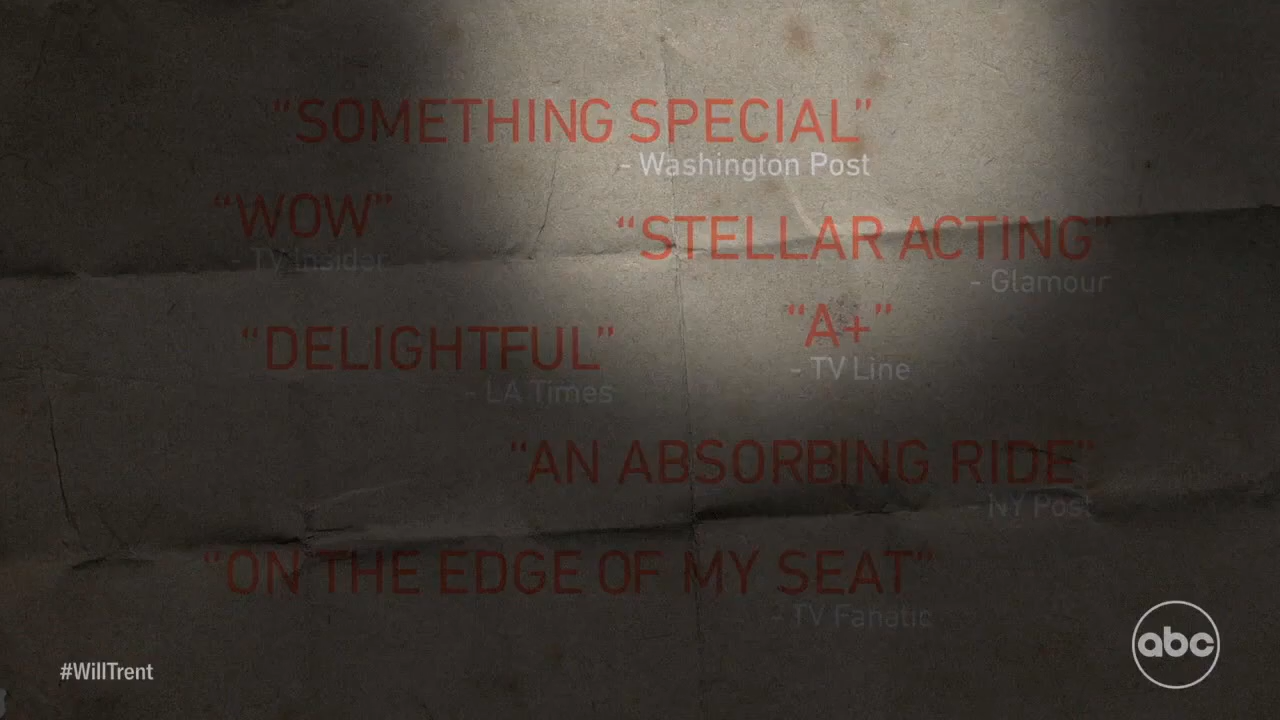 “SOMETHING SPECIAL”
- Washington Post
“WOW”
- TV Insider
“STELLAR ACTING”
- Glamour
“DELIGHTFUL”
- LA Times
“A+”
- TV Line
“AN ABSORBING RIDE”
- NY Post
“ON THE EDGE OF MY SEAT”
- TV Fanatic
#WillTrent
abc